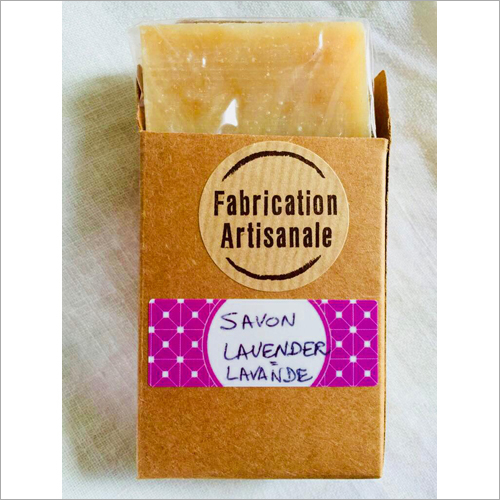 Fabrication
Artisanale
SAVON
LAVENDER
=
LAVANDE